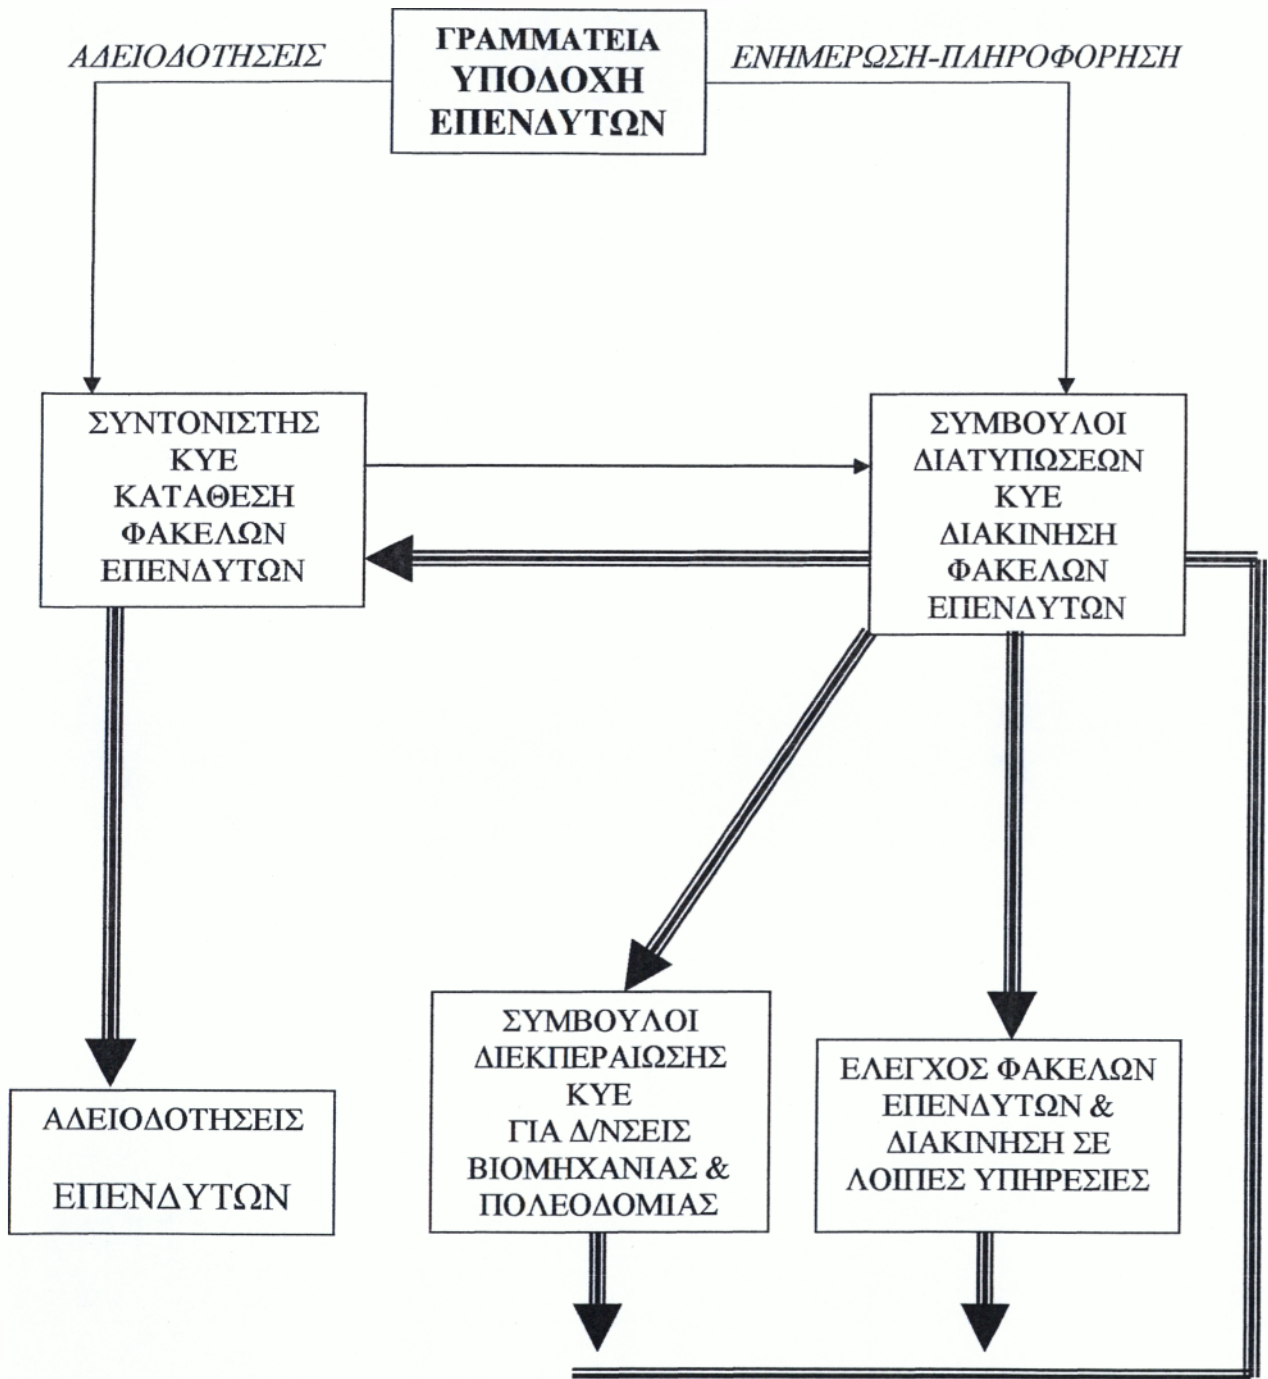 ΑΔΕΙΟΔΟΤΗΣΕΙΣ
ΓΡΑΜΜΑΤΕΙΑ
ΥΠΟΔΟΧΗ
ΕΠΕΝΔΥΤΩΝ
ΕΝΗΜΕΡΩΣΗ-ΠΛΗΡΟΦΟΡΗΣΗ
ΣΥΝΤΟΝΙΣΤΗΣ
ΚΥΕ
ΚΑΤΑΘΕΣΗ
ΦΑΚΕΛΩΝ
ΕΠΕΝΔΥΤΩΝ
ΣΥΜΒΟΥΛΟΙ
ΔΙΑΤΥΠΩΣΕΩΝ
ΚΥΕ
ΔΙΑΚΙΝΗΣΗ
ΦΑΚΕΛΩΝ
ΕΠΕΝΔΥΤΩΝ
ΑΔΕΙΟΔΟΤΗΣΕΙΣ
ΕΠΕΝΔΥΤΩΝ
ΣΥΜΒΟΥΛΟΙ
ΔΙΕΚΠΕΡΑΙΩΣΗΣ
ΚΥΕ
ΓΙΑ Δ/ΝΣΕΙΣ
ΒΙΟΜΗΧΑΝΙΑΣ &
ΠΟΛΕΟΔΟΜΙΑΣ
ΕΛΕΓΧΟΣ ΦΑΚΕΛΩΝ
ΕΠΕΝΔΥΤΩΝ &
ΔΙΑΚΙΝΗΣΗ ΣΕ
ΛΟΙΠΕΣ ΥΠΗΡΕΣΙΕΣ